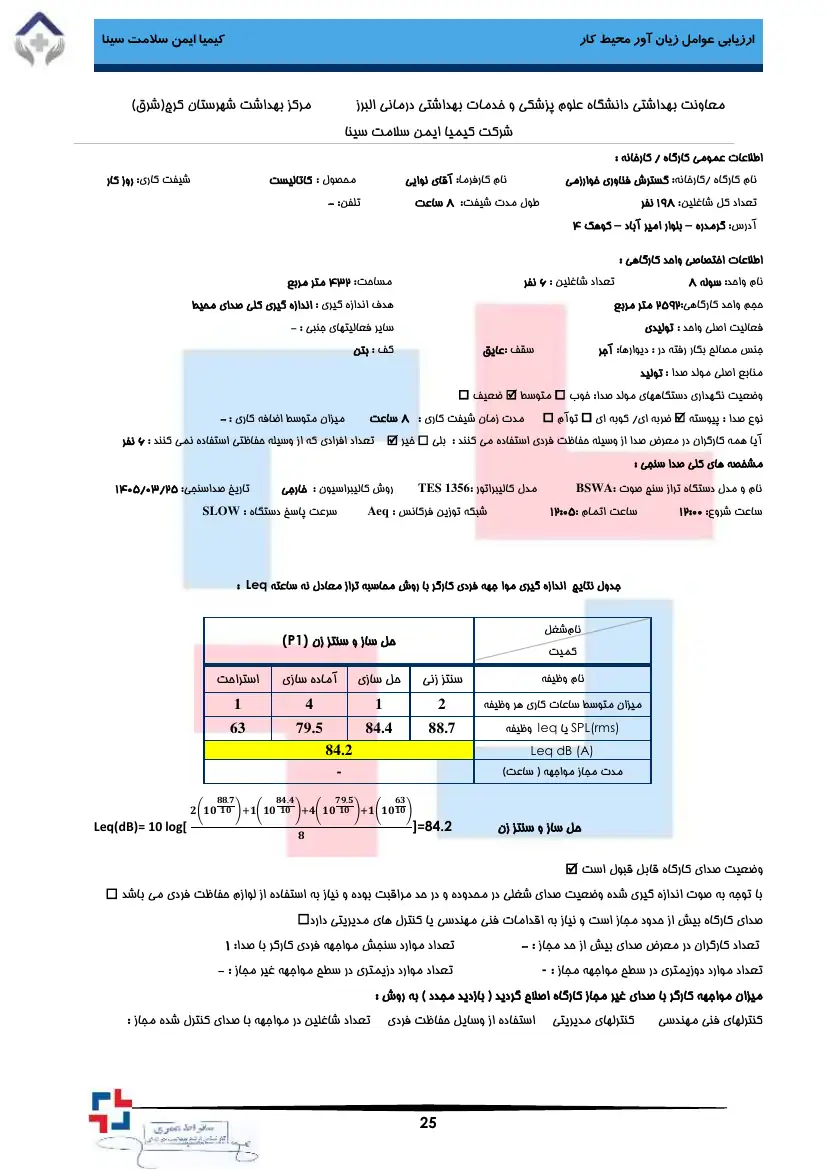 ارزیابی عوامل زیان آور محیط کار
کیمیا ایمن سلامت سینا
معاونت بهداشتی دانشگاه علوم پزشکی و خدمات بهداشتی درمانی البرز مرکز بهداشت شهرستان کرج(شرق)
شرکت کیمیا ایمن سلامت سینا
اطلاعات عمومی کارگاه / کارخانه :
نام کارگاه /کارخانه: گسترش فناوری خوارزمی نام کارفرما: آقای نوایی محصول : کاتالیست شیفت کاری: روز کار
تعداد کل شاغلین: ۱۹۸ نفر طول مدت شیفت: ۸ ساعت تلفن: –
آدرس: گرمدره – بلوار امیر آباد – کوهک ۴
اطلاعات اختصاصی واحد کارگاهی :
نام واحد: سوله ۸ تعداد شاغلین : ۶ نفر مساحت: ۴۳۲ متر مربع
حجم واحد کارگاهی:۲۵۹۲ متر مربع هدف اندازه گیری : اندازه گیری کلی صدای محیط
فعالیت اصلی واحد : تولیدی سایر فعالیتهای جنبی : –
جنس مصالح بکار رفته در : دیوارها: آجر سقف :عایق کف : بتن
منابع اصلی مولد صدا : تولید
وضعیت نگهداری دستگاههای مولد صدا: خوب ☐ متوسط ☑ ضعیف ☐
نوع صدا : پیوسته ☑ ضربه ای/ کوبه ای ☐ توأم ☐ مدت زمان شیفت کاری : ۸ ساعت میزان متوسط اضافه کاری : –
آیا همه کارگران در معرض صدا از وسیله حفاظت فردی استفاده می کنند : بلی ☐ خیر ☑ تعداد افرادی که از وسیله حفاظتی استفاده نمی کنند : ۶ نفر
مشخصه های کلی صدا سنجی :
نام و مدل دستگاه تراز سنج صوت :BSWA مدل کالیبراتور :TES 1356 روش کالیبراسیون : خارجی تاریخ صداسنجی: ۱۴۰۵/۰۳/۲۵
ساعت شروع: ۱۲:۰۰ ساعت اتمام :۱۲:۰۵ شبکه توزین فرکانس : Aeq سرعت پاسخ دستگاه : SLOW
جدول نتایج اندازه گیری موا جهه فردی کارگر با روش محاسبه تراز معادل نه ساعته Leq :
نام‌شغل
کمیت
حل ساز و سنتز زن (P1)
نام وظیفه سنتز زنی حل سازی آماده سازی استراحت
میزان متوسط ساعات کاری هر وظیفه 2 1 4 1
SPL(rms) یا leq وظیفه 88.7 84.4 79.5 63
Leq dB (A) 84.2
مدت مجاز مواجهه ( ساعت) -
حل ساز و سنتز زن Leq(dB)= 10 log[ (2(10^(88.7/10))+1(10^(84.4/10))+4(10^(79.5/10))+1(10^(63/10)))/8 ]=84.2
وضعیت صدای کارگاه قابل قبول است ☑
با توجه به صوت اندازه گیری شده وضعیت صدای شغلی در محدوده و در حد مراقبت بوده و نیاز به استفاده از لوازم حفاظت فردی می باشد ☐
صدای کارگاه بیش از حدود مجاز است و نیاز به اقدامات فنی مهندسی یا کنترل های مدیریتی دارد☐
تعداد کارگران در معرض صدای بیش از حد مجاز : – تعداد موارد سنجش مواجهه فردی کارگر با صدا: ۱
تعداد موارد دوزیمتری در سطح مواجهه مجاز : - تعداد موارد دزیمتری در سطح مواجهه غیر مجاز : –
میزان مواجهه کارگر با صدای غیر مجاز کارگاه اصلاح گردید ( بازدید مجدد ) به روش :
کنترلهای فنی مهندسی کنترلهای مدیریتی استفاده از وسایل حفاظت فردی تعداد شاغلین در مواجهه با صدای کنترل شده مجاز :
25